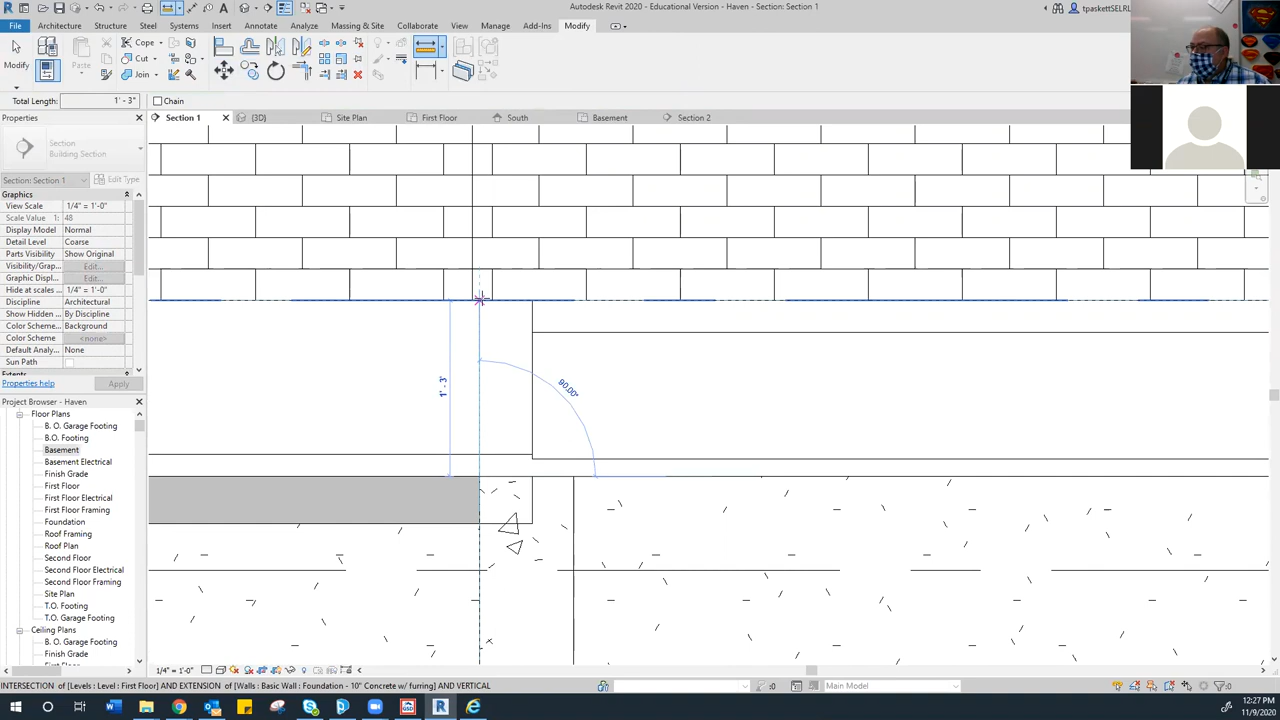 Autodesk Revit 2020 - Educational Version - Haven - Section: Section 1
tpaskettSELRL...
File Architecture Structure Steel Systems Insert Annotate Analyze Massing & Site Collaborate View Manage Add-Ins Modify
Modify Paste Cope Cut Join
Total Length: 1' - 3" Chain
Properties
Section 1 {3D} Site Plan First Floor South Basement Section 2
Section
Building Section
Section: Section 1 Edit Type
Graphics
View Scale 1/4" = 1'-0"
Scale Value 1: 48
Display Model Normal
Detail Level Coarse
Parts Visibility Show Original
Visibility/Grap... Edit...
Graphic Displ... Edit...
Hide at scales ... 1" = 1'-0"
Discipline Architectural
Show Hidden ... By Discipline
Color Scheme... Background
Color Scheme <none>
Default Analy... None
Sun Path
Extents
Properties help Apply
Project Browser - Haven
Floor Plans
B. O. Garage Footing
B.O. Footing
Basement
Basement Electrical
Finish Grade
First Floor
First Floor Electrical
First Floor Framing
Foundation
Roof Framing
Roof Plan
Second Floor
Second Floor Electrical
Second Floor Framing
Site Plan
T.O. Footing
T.O. Garage Footing
Ceiling Plans
B. O. Garage Footing
Finish Grade
1' - 3"
90.00°
1/4" = 1'-0"
INTERSECTION of [Levels : Level : First Floor] AND EXTENSION of [Walls : Basic Wall : Foundation - 10" Concrete w/ furring] AND VERTICAL
:0 Main Model :0
12:27 PM
11/9/2020